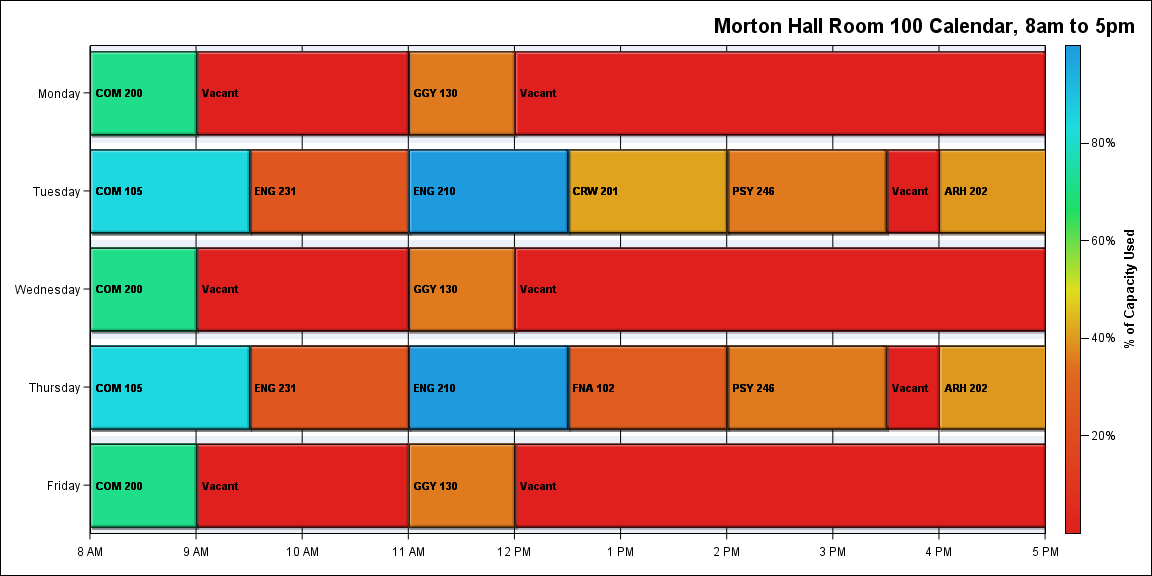 Morton Hall Room 100 Calendar, 8am to 5pm
Monday
COM 200
Vacant
GGY 130
Vacant
Tuesday
COM 105
ENG 231
ENG 210
CRW 201
PSY 246
Vacant
ARH 202
Wednesday
COM 200
Vacant
GGY 130
Vacant
Thursday
COM 105
ENG 231
ENG 210
FNA 102
PSY 246
Vacant
ARH 202
Friday
COM 200
Vacant
GGY 130
Vacant
8 AM
9 AM
10 AM
11 AM
12 PM
1 PM
2 PM
3 PM
4 PM
5 PM
80%
60%
40%
20%
% of Capacity Used